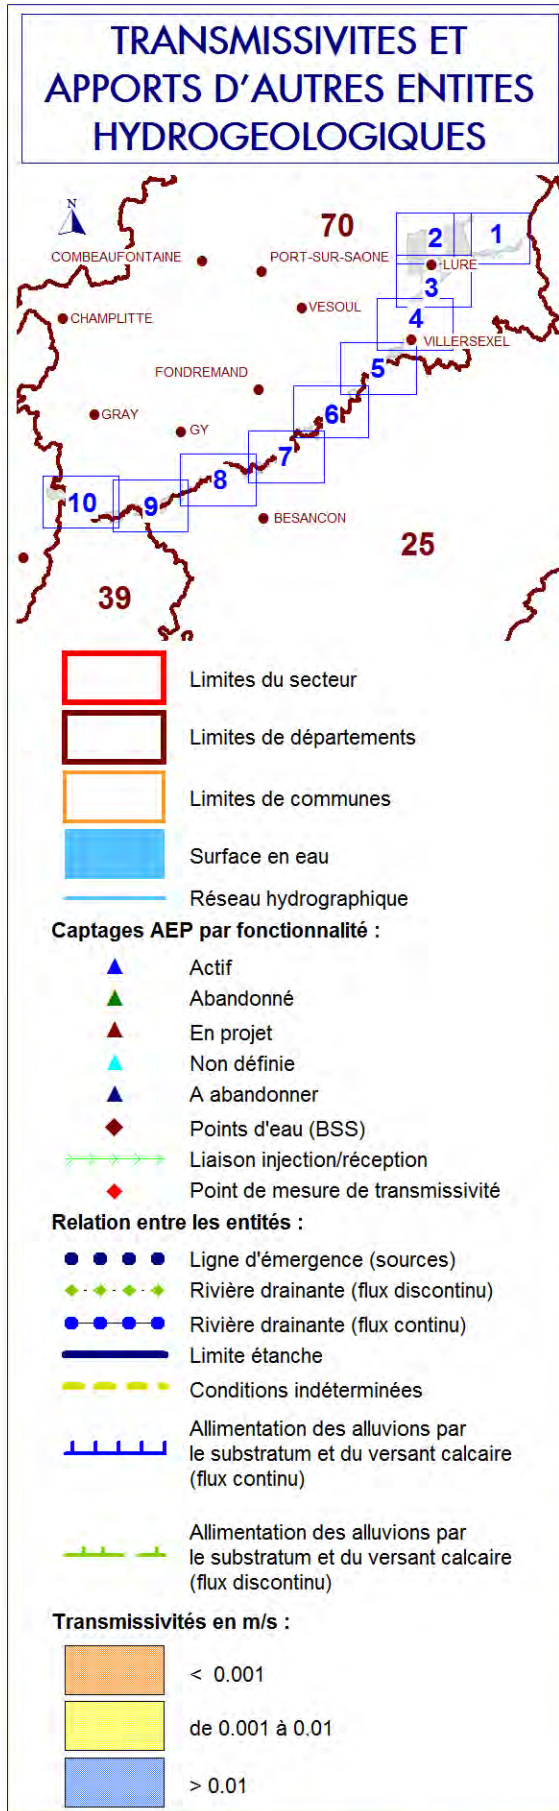 TRANSMISSIVITES ET
APPORTS D'AUTRES ENTITES
HYDROGEOLOGIQUES
N
70
2
1
COMBEAUFONTAINE
PORT-SUR-SAONE
LURE
3
CHAMPLITTE
VESOUL
4
VILLERSEXEL
5
FONDREMAND
6
GRAY
GY
7
8
10
9
BESANCON
25
39
Limites du secteur
Limites de départements
Limites de communes
Surface en eau
Réseau hydrographique
Captages AEP par fonctionnalité :
Actif
Abandonné
En projet
Non définie
A abandonner
Points d'eau (BSS)
Liaison injection/réception
Point de mesure de transmissivité
Relation entre les entités :
Ligne d'émergence (sources)
Rivière drainante (flux discontinu)
Rivière drainante (flux continu)
Limite étanche
Conditions indéterminées
Allimentation des alluvions par
le substratum et du versant calcaire
(flux continu)
Allimentation des alluvions par
le substratum et du versant calcaire
(flux discontinu)
Transmissivités en m/s :
< 0.001
de 0.001 à 0.01
> 0.01